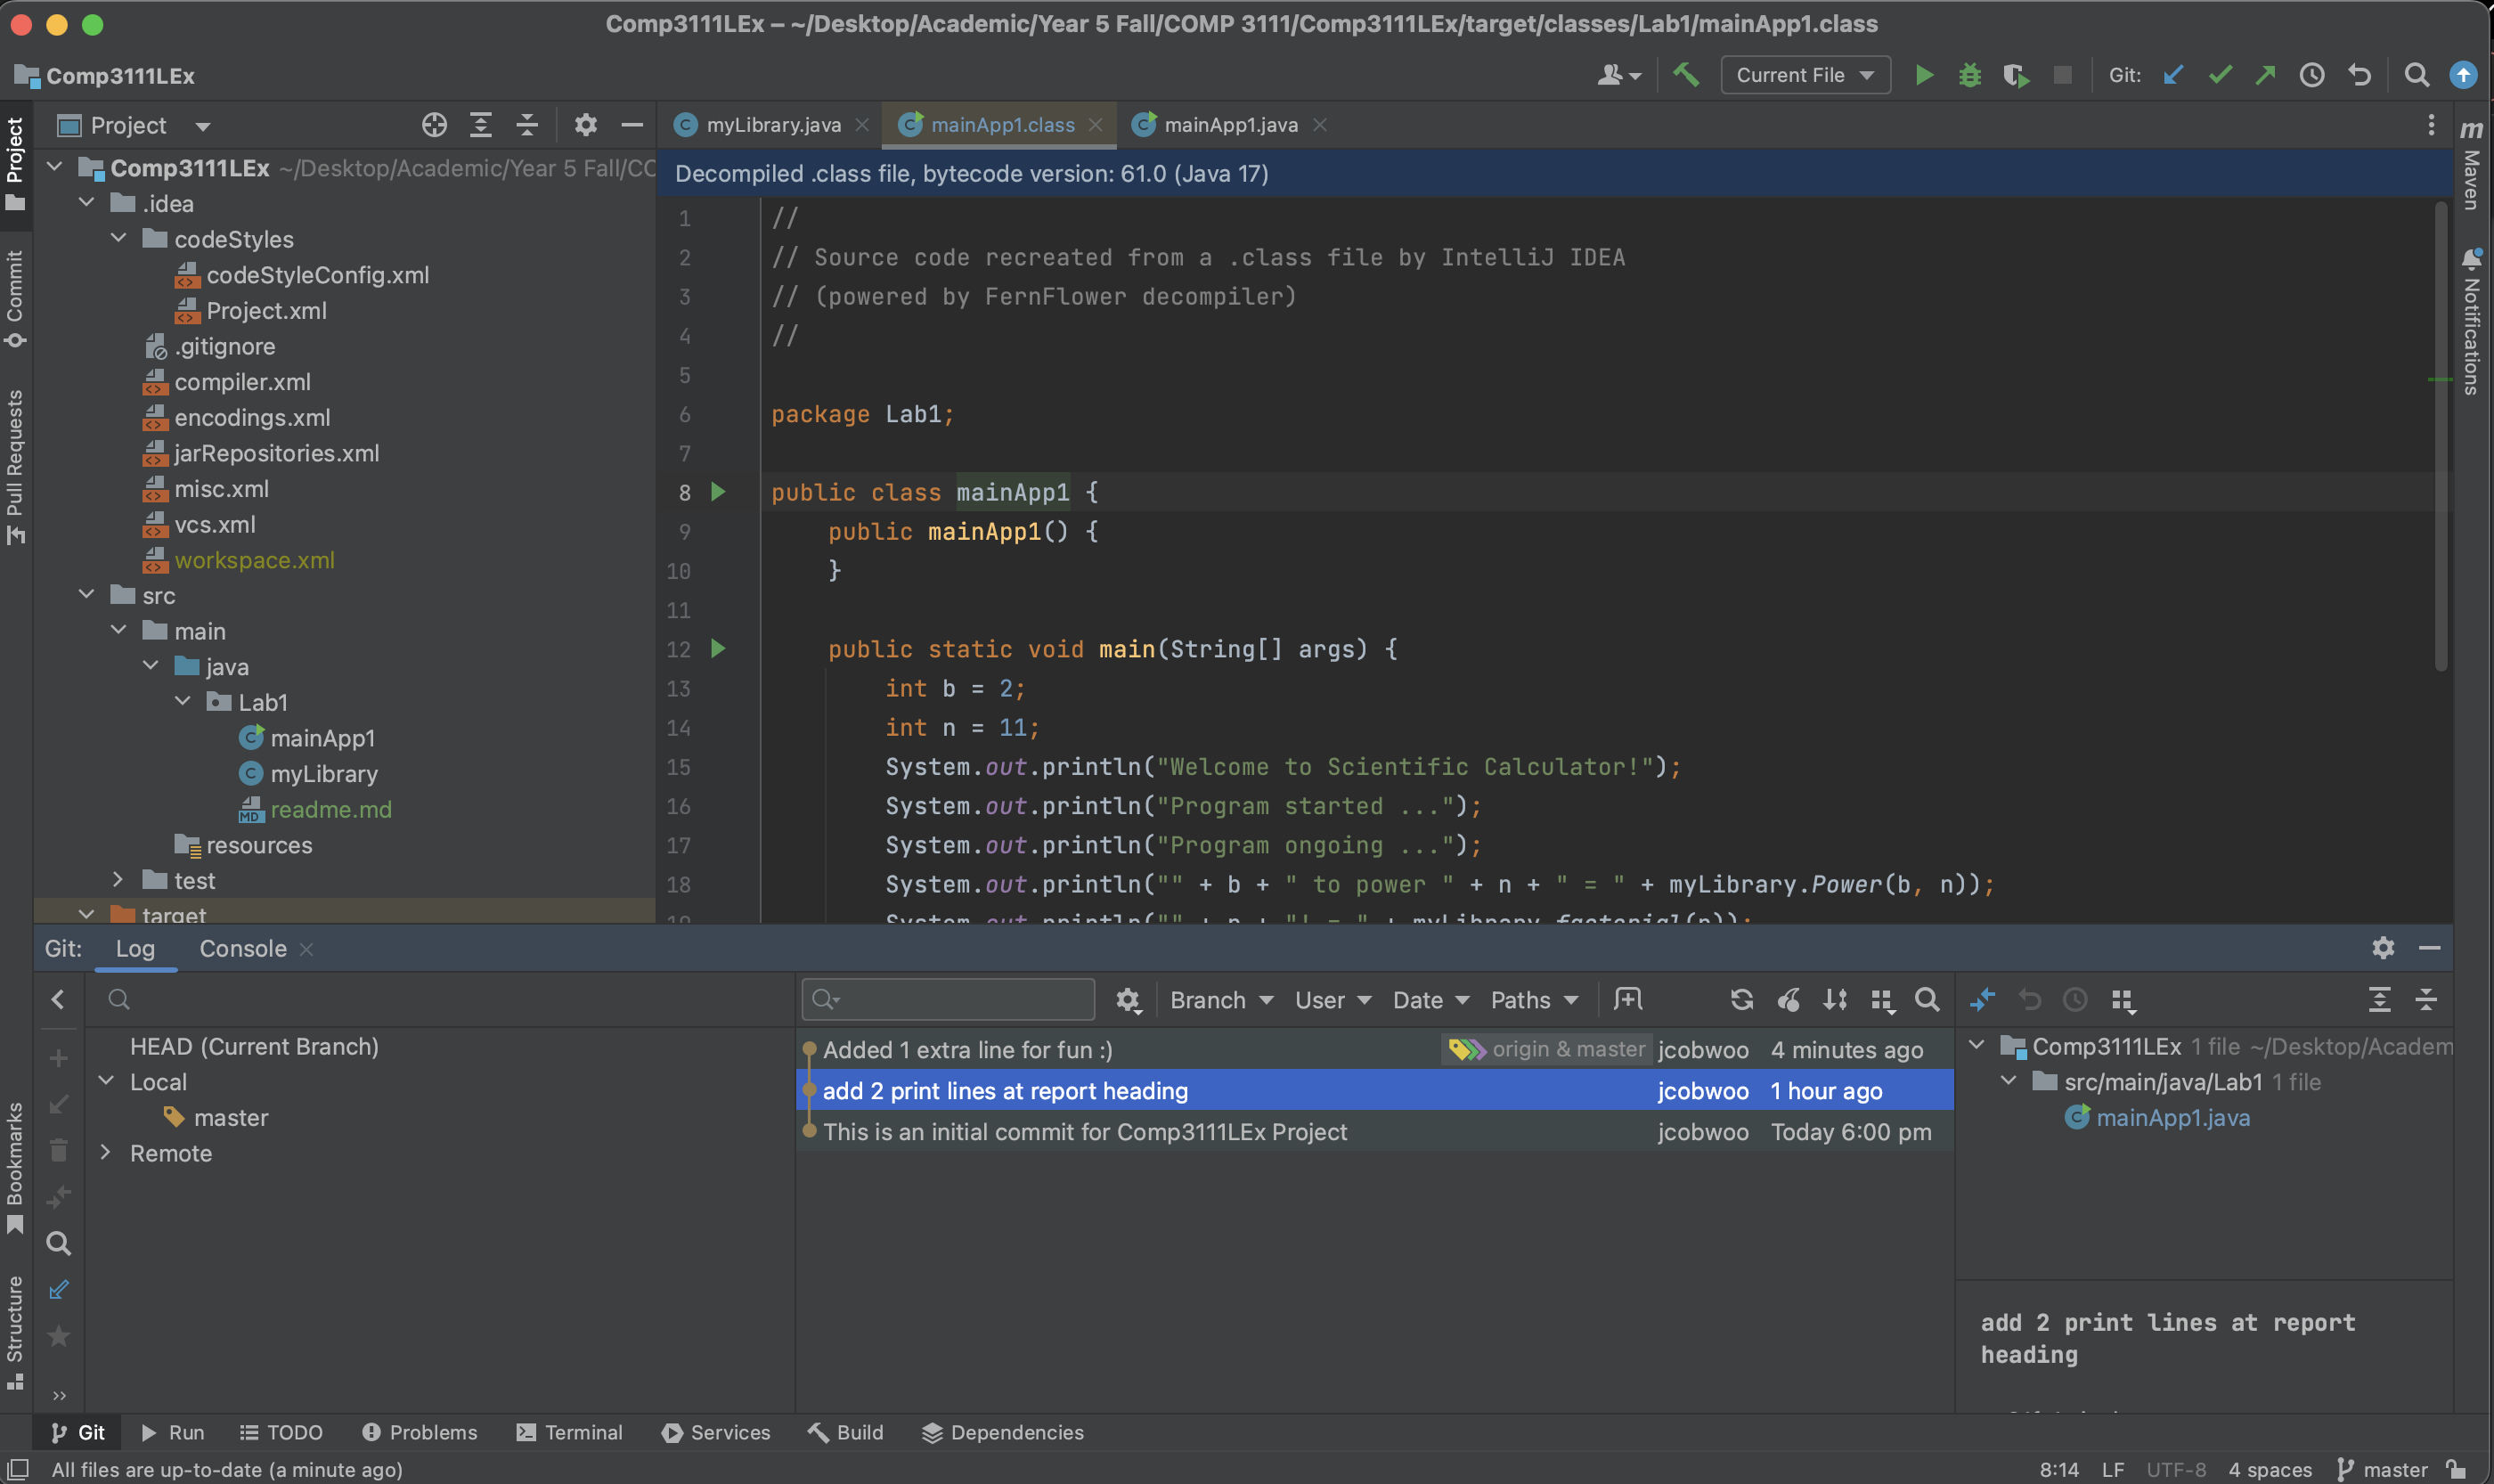 Comp3111LEx – ~/Desktop/Academic/Year 5 Fall/COMP 3111/Comp3111LEx/target/classes/Lab1/mainApp1.class
Comp3111LEx
Current File
Git:
Project
Commit
Pull Requests
Bookmarks
Structure
Project
Comp3111LEx ~/Desktop/Academic/Year 5 Fall/CO
.idea
codeStyles
codeStyleConfig.xml
Project.xml
.gitignore
compiler.xml
encodings.xml
jarRepositories.xml
misc.xml
vcs.xml
workspace.xml
src
main
java
Lab1
mainApp1
myLibrary
readme.md
resources
test
target
myLibrary.java
mainApp1.class
mainApp1.java
Maven
Notifications
Decompiled .class file, bytecode version: 61.0 (Java 17)
1 //
2 // Source code recreated from a .class file by IntelliJ IDEA
3 // (powered by FernFlower decompiler)
4 //
5
6 package Lab1;
7
8 public class mainApp1 {
9 public mainApp1() {
10 }
11
12 public static void main(String[] args) {
13 int b = 2;
14 int n = 11;
15 System.out.println("Welcome to Scientific Calculator!");
16 System.out.println("Program started ...");
17 System.out.println("Program ongoing ...");
18 System.out.println("" + b + " to power " + n + " = " + myLibrary.Power(b, n));
19 System.out.println("" + n + "! = " + myLibrary.factorial(n));
Git: Log Console
HEAD (Current Branch)
Local
master
Remote
Branch User Date Paths
Added 1 extra line for fun :) origin & master jcobwoo 4 minutes ago
add 2 print lines at report heading jcobwoo 1 hour ago
This is an initial commit for Comp3111LEx Project jcobwoo Today 6:00 pm
Comp3111LEx 1 file ~/Desktop/Academ
src/main/java/Lab1 1 file
mainApp1.java
add 2 print lines at report
heading
Git Run TODO Problems Terminal Services Build Dependencies
All files are up-to-date (a minute ago)
8:14 LF UTF-8 4 spaces master